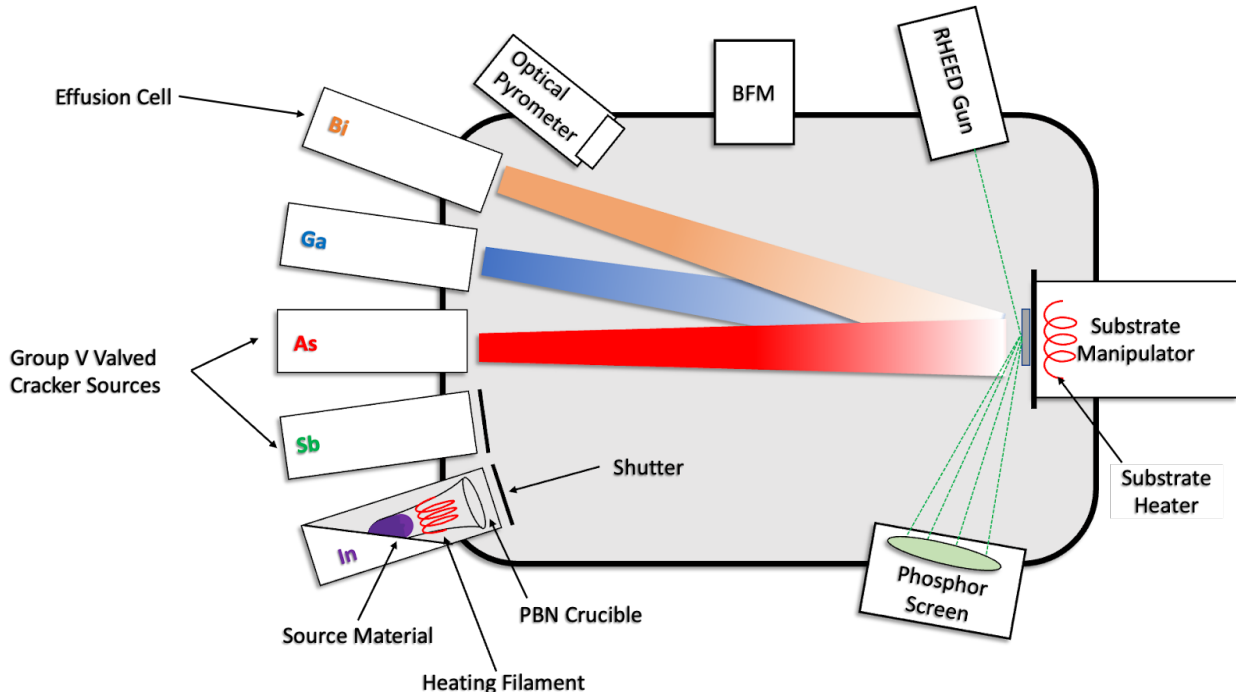 Effusion Cell
Bi
Optical
Pyrometer
BFM
RHEED Gun
Ga
As
Group V Valved
Cracker Sources
Sb
In
Shutter
Substrate
Manipulator
Substrate
Heater
Phosphor
Screen
PBN Crucible
Source Material
Heating Filament